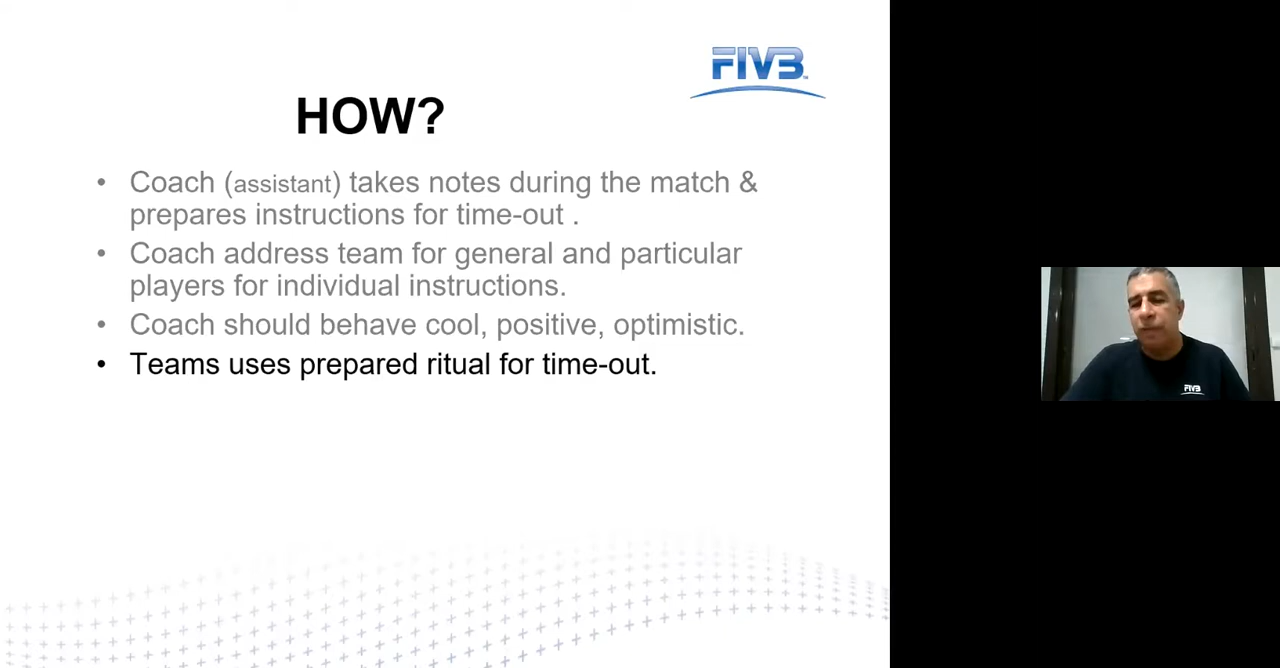 FIVB
HOW?
• Coach (assistant) takes notes during the match &
prepares instructions for time-out .
• Coach address team for general and particular
players for individual instructions.
• Coach should behave cool, positive, optimistic.
• Teams uses prepared ritual for time-out.
FIVB